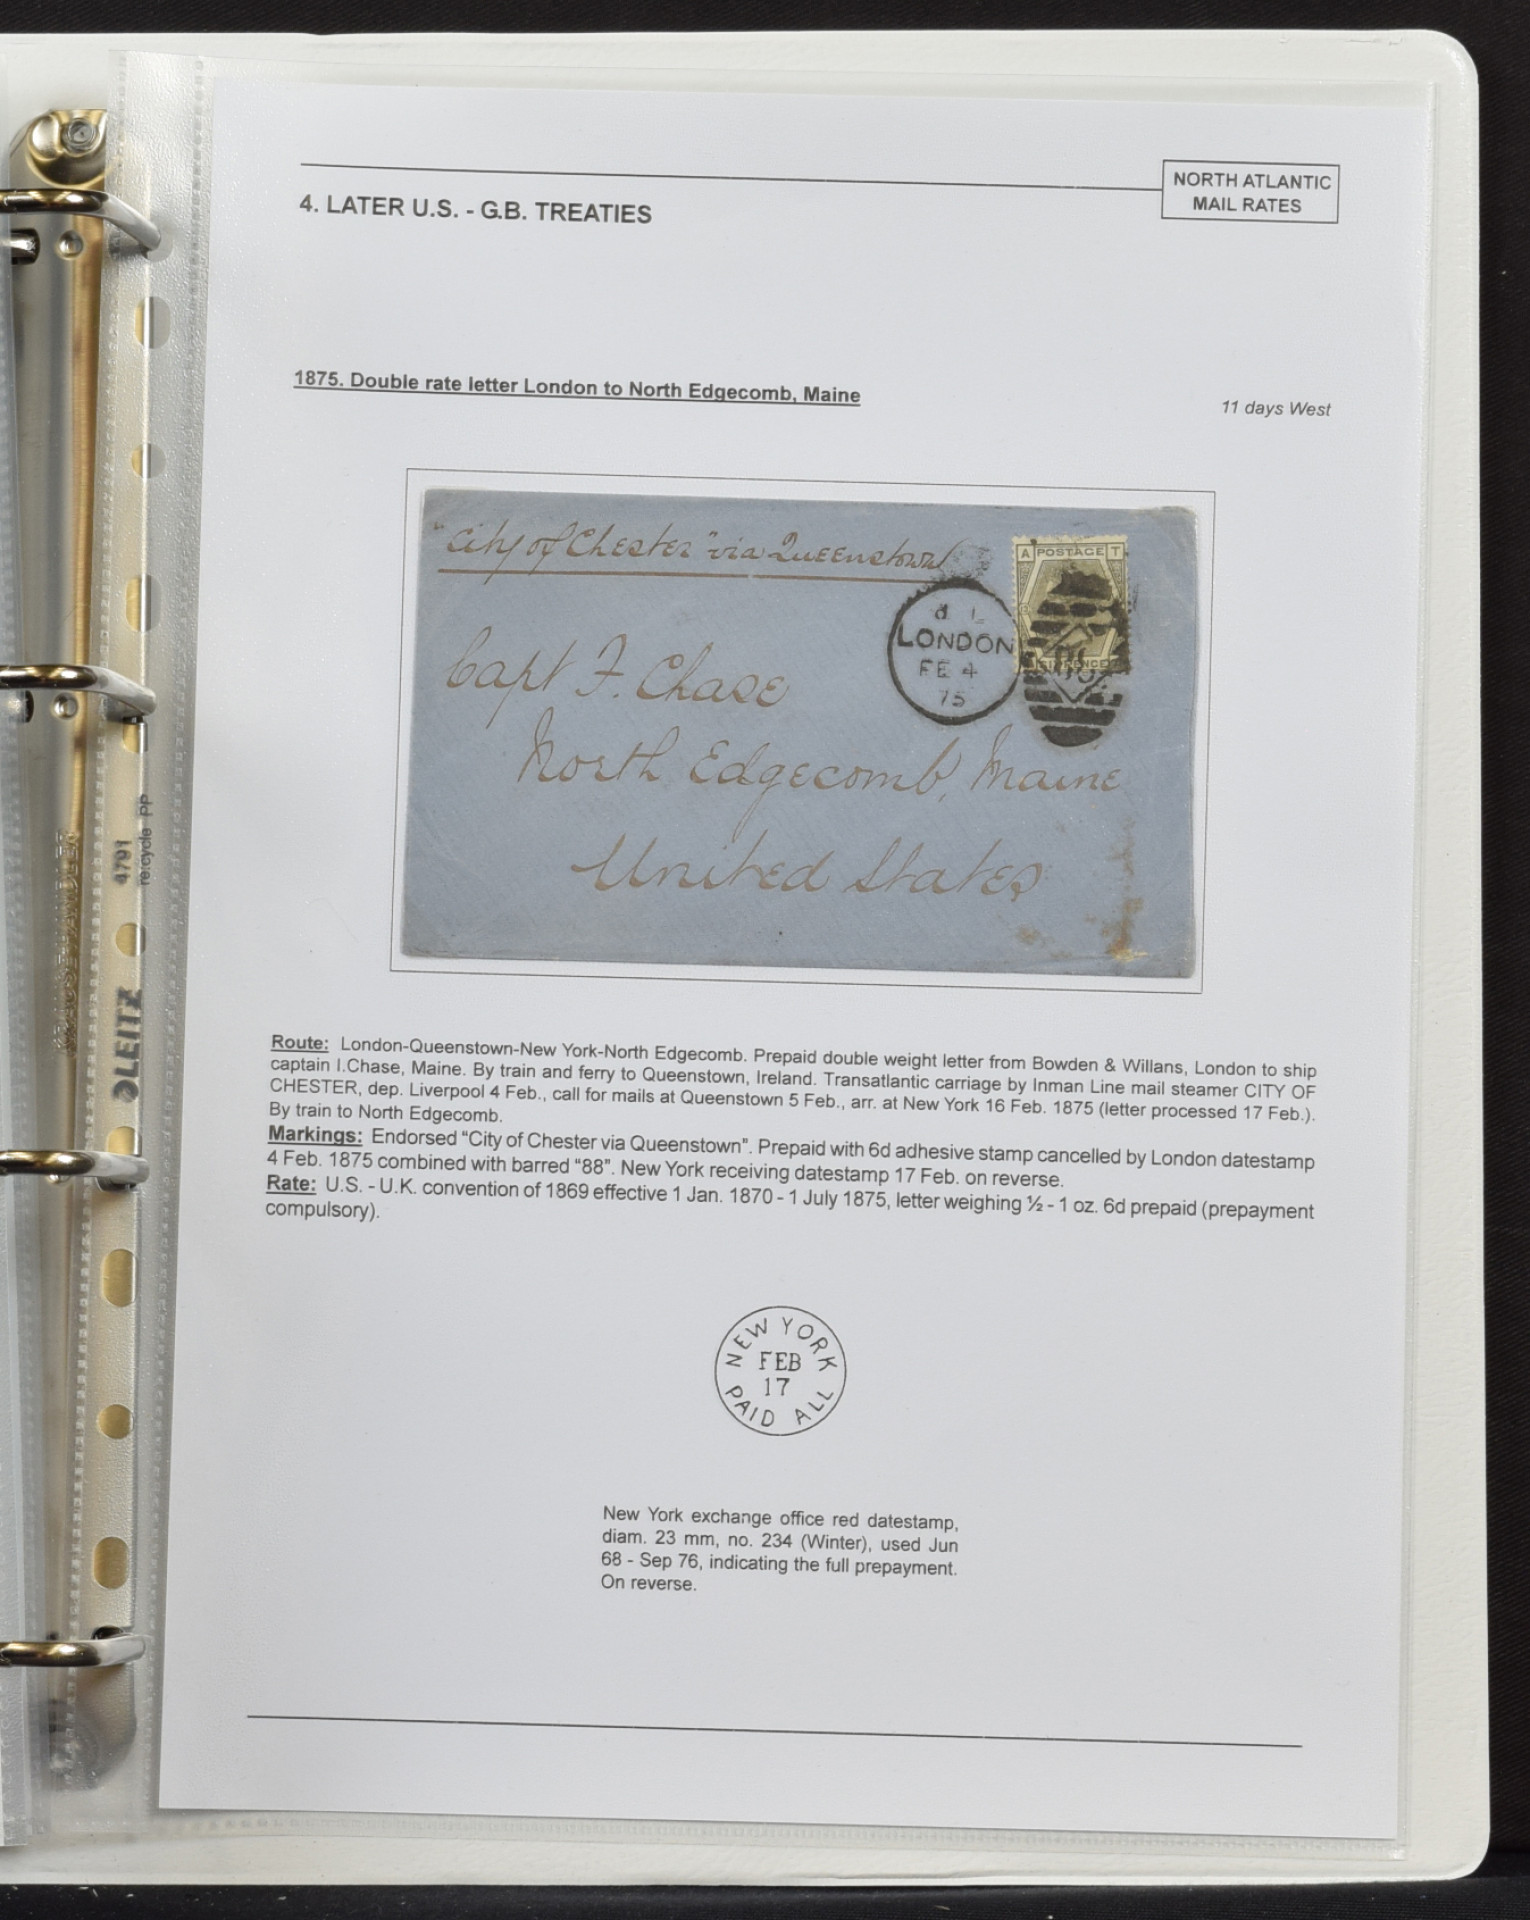 NORTH ATLANTIC
MAIL RATES
4. LATER U.S. - G.B. TREATIES
1875. Double rate letter London to North Edgecomb, Maine
11 days West
"City of Chester" via Queenstown
A POSTAGE T
LONDON
FE 4
75
Capt F. Chase
North Edgecomb, Maine
United States
Route: London-Queenstown-New York-North Edgecomb. Prepaid double weight letter from Bowden & Willans, London to ship
captain I.Chase, Maine. By train and ferry to Queenstown, Ireland. Transatlantic carriage by Inman Line mail steamer CITY OF
CHESTER, dep. Liverpool 4 Feb., call for mails at Queenstown 5 Feb., arr. at New York 16 Feb. 1875 (letter processed 17 Feb.).
By train to North Edgecomb.
Markings: Endorsed "City of Chester via Queenstown". Prepaid with 6d adhesive stamp cancelled by London datestamp
4 Feb. 1875 combined with barred "88". New York receiving datestamp 17 Feb. on reverse.
Rate: U.S. - U.K. convention of 1869 effective 1 Jan. 1870 - 1 July 1875, letter weighing ½ - 1 oz. 6d prepaid (prepayment
compulsory).
NEW YORK
FEB
17
PAID ALL
New York exchange office red datestamp,
diam. 23 mm, no. 234 (Winter), used Jun
68 - Sep 76, indicating the full prepayment.
On reverse.
4791
recycle PP
LEITZ